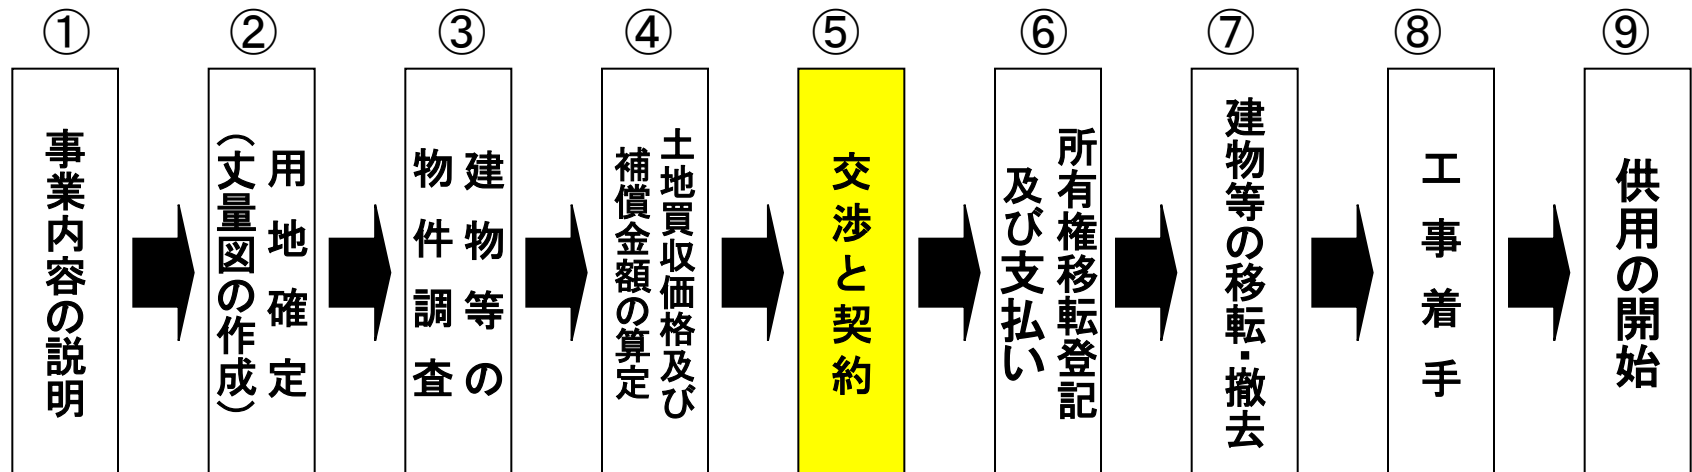 ①
事業内容の説明
②
用地確定
（丈量図の作成）
③
建物等の
物件調査
④
土地買収価格及び
補償金額の算定
⑤
交渉と契約
⑥
所有権移転登記
及び支払い
⑦
建物等の移転・撤去
⑧
工事着手
⑨
供用の開始